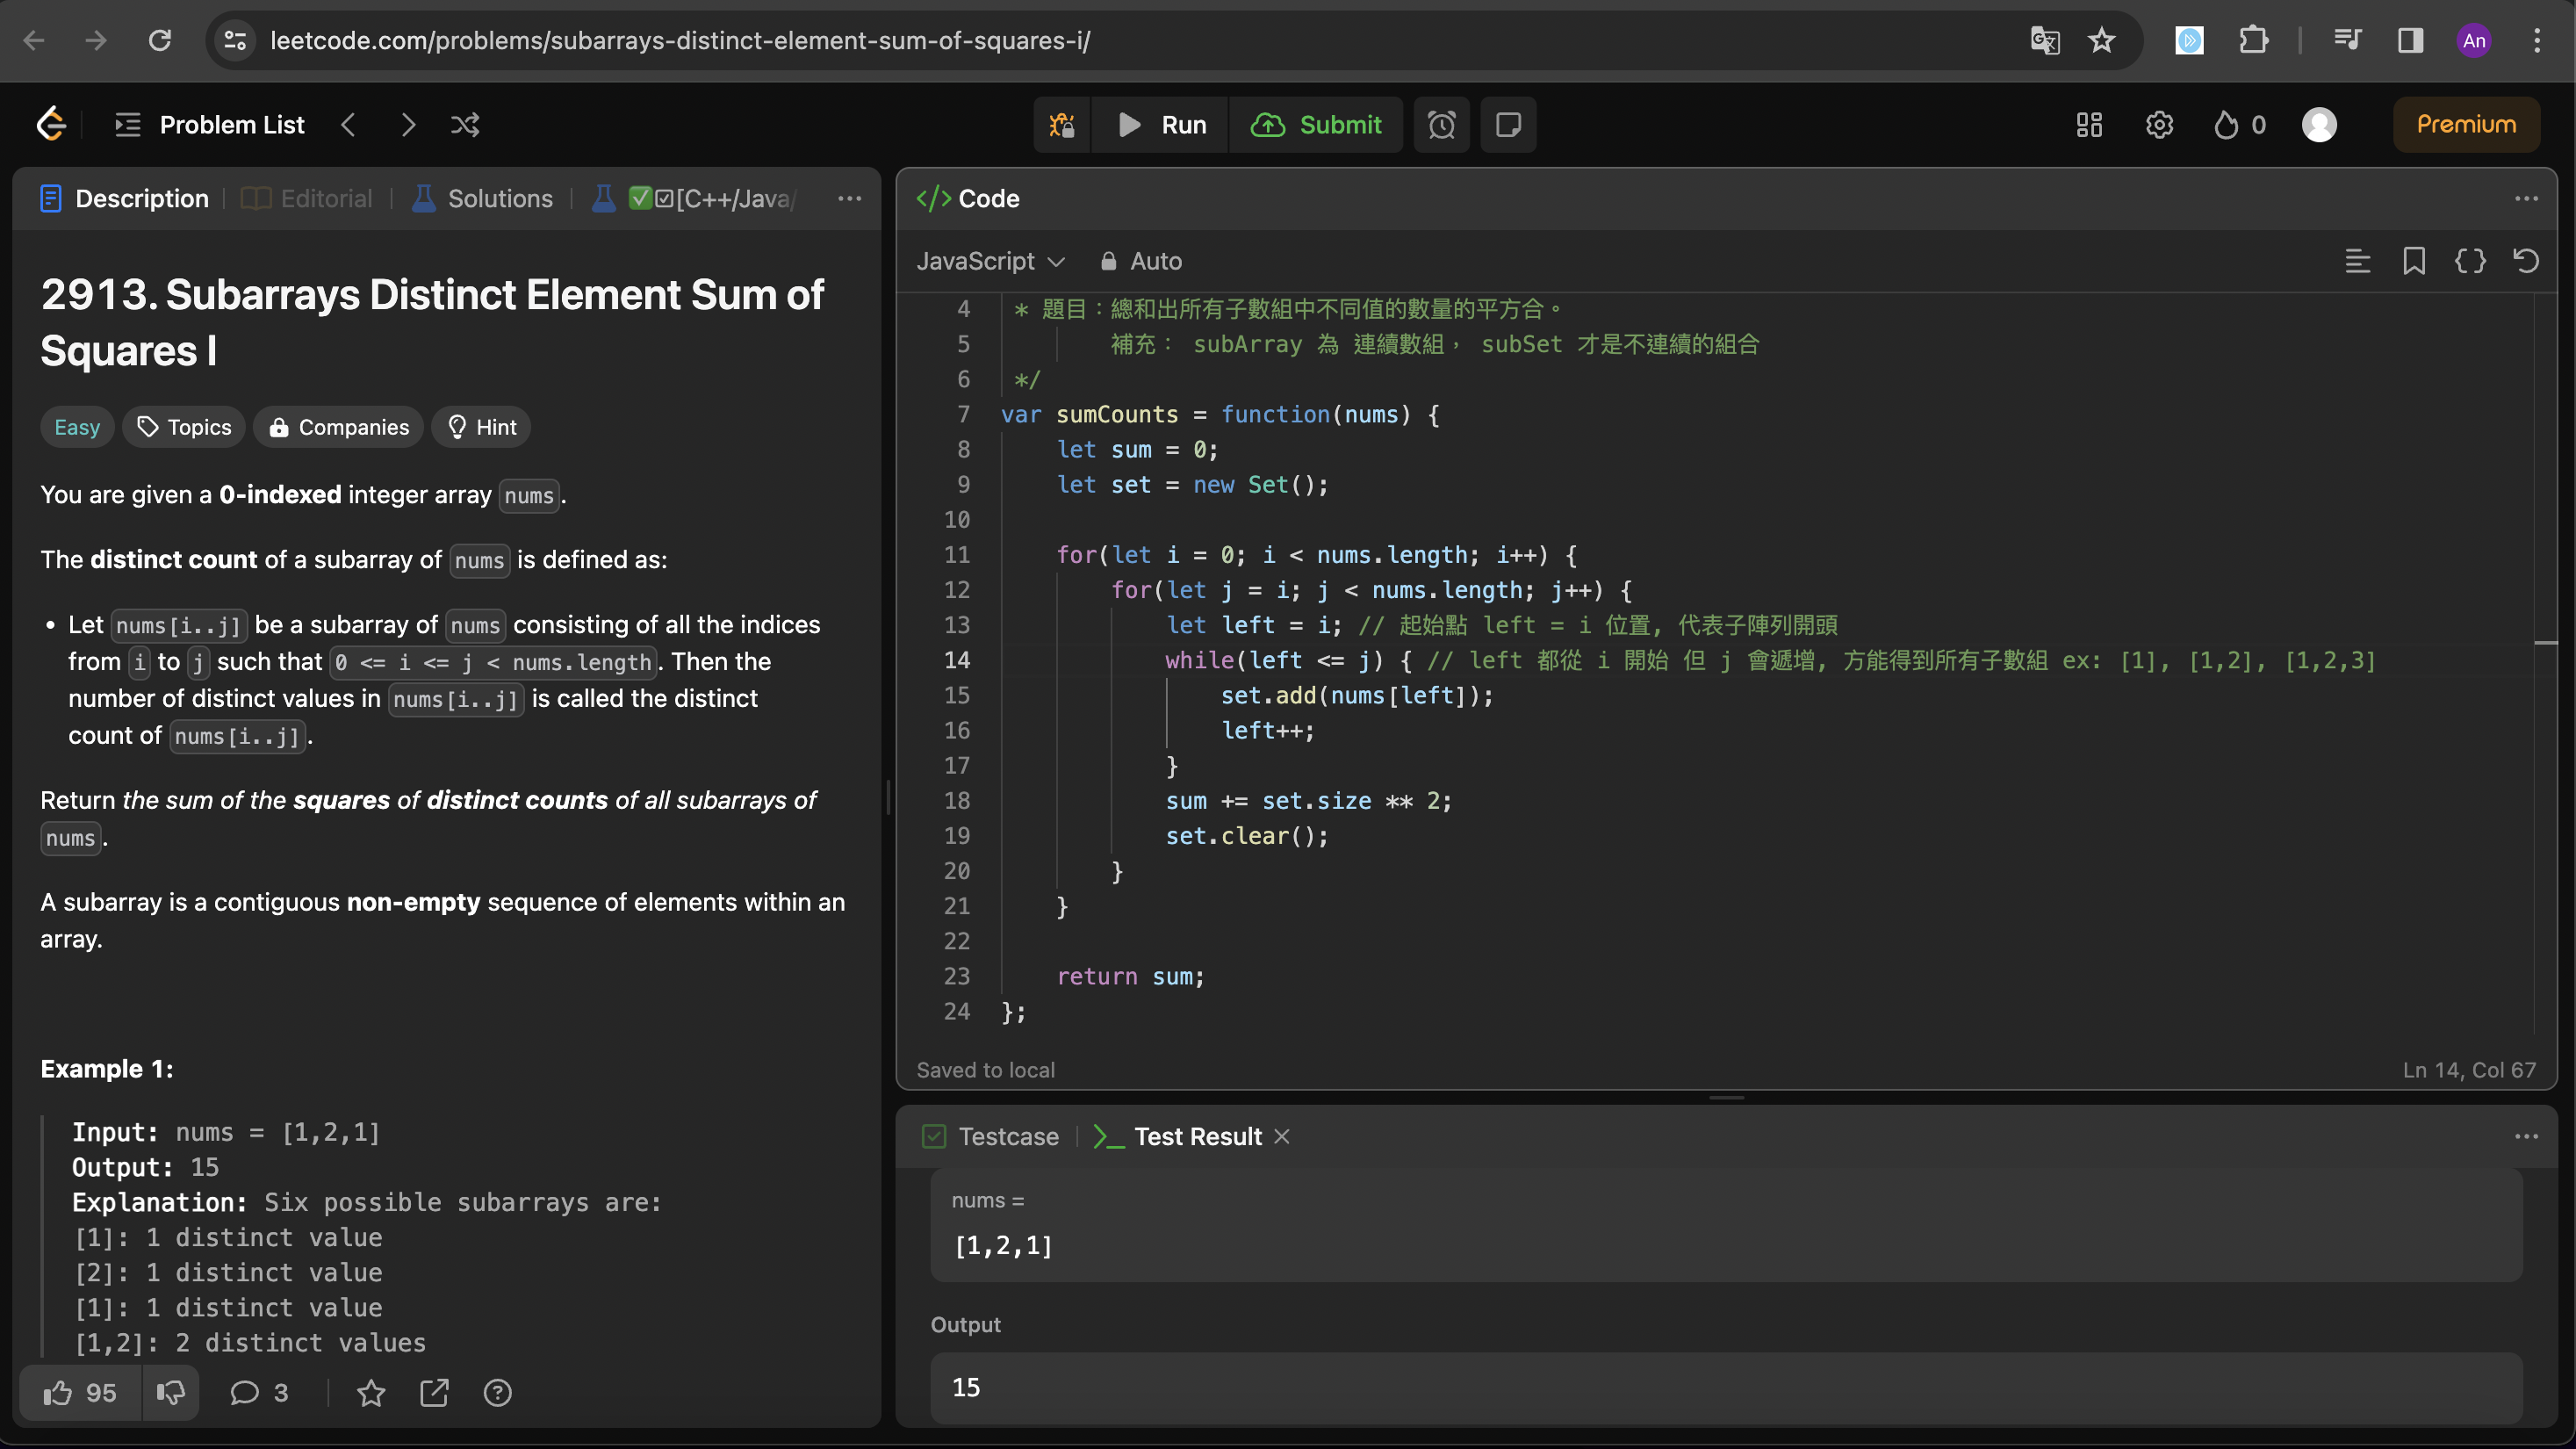 leetcode.com/problems/subarrays-distinct-element-sum-of-squares-i/
An
Problem List
Run
Submit
0
Premium
Description
Editorial
Solutions
✅☑[C++/Java/
2913. Subarrays Distinct Element Sum of
Squares I
Easy
Topics
Companies
Hint
You are given a 0-indexed integer array nums.
The distinct count of a subarray of nums is defined as:
• Let nums[i..j] be a subarray of nums consisting of all the indices
from i to j such that 0 <= i <= j < nums.length. Then the
number of distinct values in nums[i..j] is called the distinct
count of nums[i..j].
Return the sum of the squares of distinct counts of all subarrays of
nums.
A subarray is a contiguous non-empty sequence of elements within an
array.
Example 1:
Input: nums = [1,2,1]
Output: 15
Explanation: Six possible subarrays are:
[1]: 1 distinct value
[2]: 1 distinct value
[1]: 1 distinct value
[1,2]: 2 distinct values
95
3
</> Code
JavaScript
Auto
4 * 題目：總和出所有子數組中不同值的數量的平方合。
5 補充： subArray 為 連續數組， subSet 才是不連續的組合
6 */
7 var sumCounts = function(nums) {
8 let sum = 0;
9 let set = new Set();
10
11 for(let i = 0; i < nums.length; i++) {
12 for(let j = i; j < nums.length; j++) {
13 let left = i; // 起始點 left = i 位置, 代表子陣列開頭
14 while(left <= j) { // left 都從 i 開始 但 j 會遞增, 方能得到所有子數組 ex: [1], [1,2], [1,2,3]
15 set.add(nums[left]);
16 left++;
17 }
18 sum += set.size ** 2;
19 set.clear();
20 }
21 }
22
23 return sum;
24 };
Saved to local
Ln 14, Col 67
Testcase
Test Result
nums =
[1,2,1]
Output
15